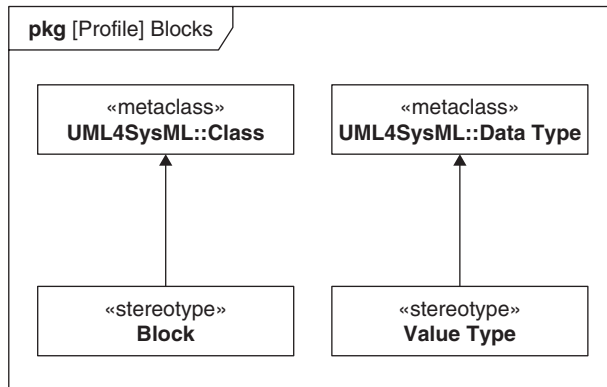 pkg [Profile] Blocks
«metaclass»
UML4SysML::Class
«metaclass»
UML4SysML::Data Type
«stereotype»
Block
«stereotype»
Value Type